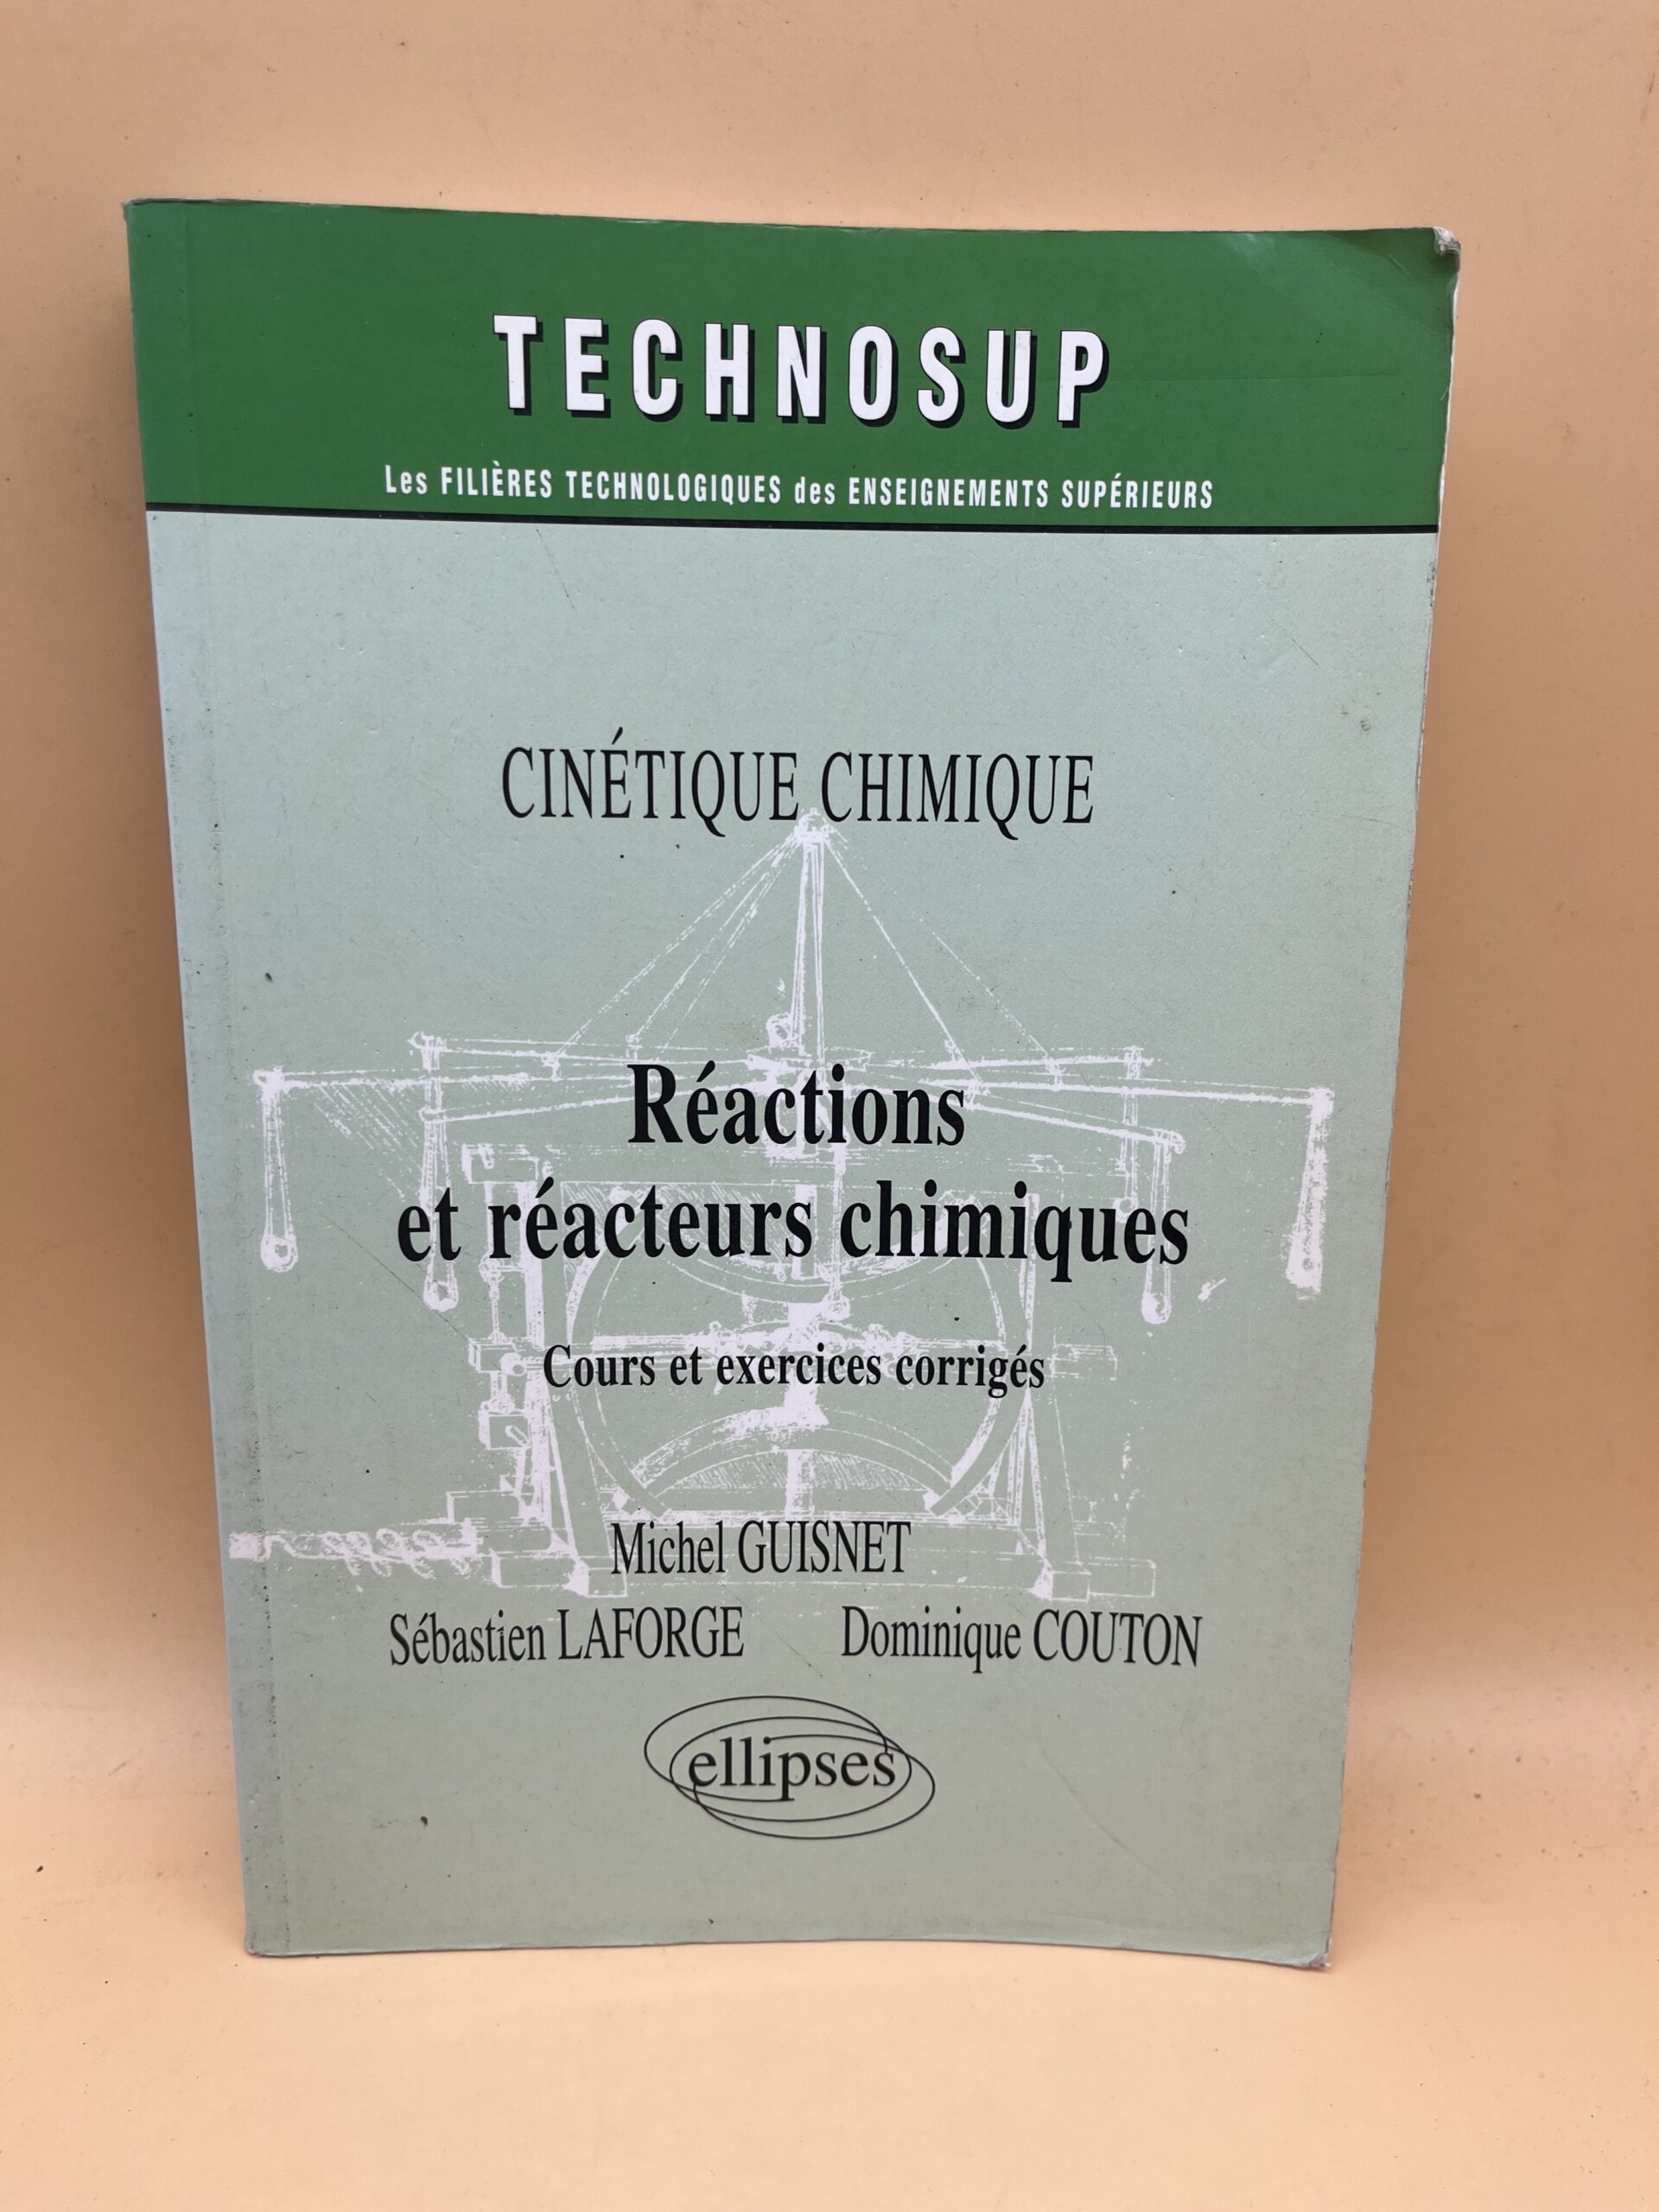 TECHNOSUP
Les FILIÈRES TECHNOLOGIQUES des ENSEIGNEMENTS SUPÉRIEURS
CINÉTIQUE CHIMIQUE
Réactions
et réacteurs chimiques
Cours et exercices corrigés
Michel GUISNET
Sébastien LAFORGE Dominique COUTON
ellipses